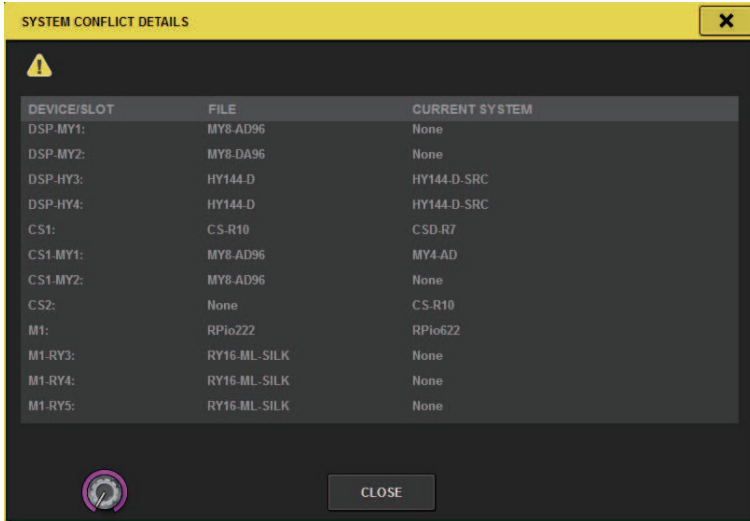 SYSTEM CONFLICT DETAILS
DEVICE/SLOT FILE CURRENT SYSTEM
DSP-MY1: MY8-AD96 None
DSP-MY2: MY8-DA96 None
DSP-HY3: HY144-D HY144-D-SRC
DSP-HY4: HY144-D HY144-D-SRC
CS1: CS-R10 CSD-R7
CS1-MY1: MY8-AD96 MY4-AD
CS1-MY2: MY8-AD96 None
CS2: None CS-R10
M1: RPio222 RPio622
M1-RY3: RY16-ML-SILK None
M1-RY4: RY16-ML-SILK None
M1-RY5: RY16-ML-SILK None
CLOSE